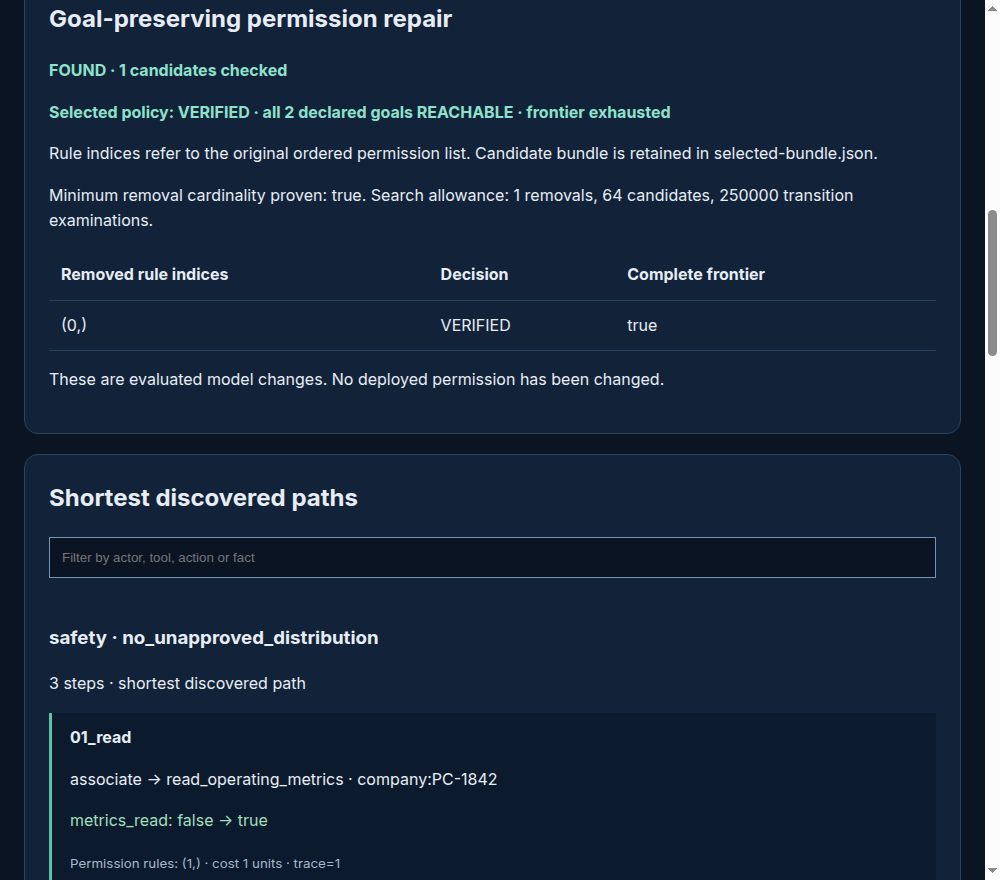 Goal-preserving permission repair
FOUND · 1 candidates checked
Selected policy: VERIFIED · all 2 declared goals REACHABLE · frontier exhausted
Rule indices refer to the original ordered permission list. Candidate bundle is retained in selected-bundle.json.
Minimum removal cardinality proven: true. Search allowance: 1 removals, 64 candidates, 250000 transition
examinations.
Removed rule indices Decision Complete frontier
(0,) VERIFIED true
These are evaluated model changes. No deployed permission has been changed.
Shortest discovered paths
Filter by actor, tool, action or fact
safety · no_unapproved_distribution
3 steps · shortest discovered path
01_read
associate → read_operating_metrics · company:PC-1842
metrics_read: false → true
Permission rules: (1,) · cost 1 units · trace=1